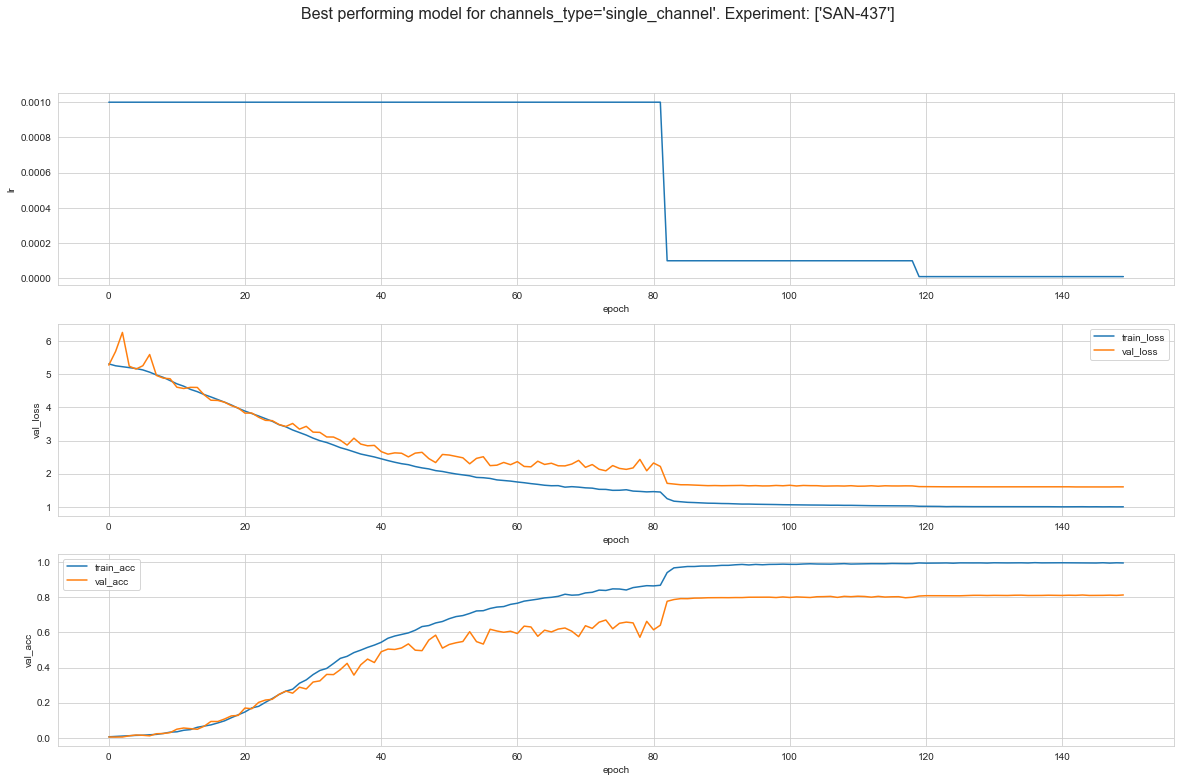 Best performing model for channels_type='single_channel'. Experiment: ['SAN-437']
0.0010
0.0008
0.0006
0.0004
0.0002
0.0000
lr
0 20 40 60 80 100 120 140
epoch
train_loss
val_loss
6
5
4
3
2
1
val_loss
0 20 40 60 80 100 120 140
epoch
train_acc
val_acc
1.0
0.8
0.6
0.4
0.2
0.0
val_acc
0 20 40 60 80 100 120 140
epoch